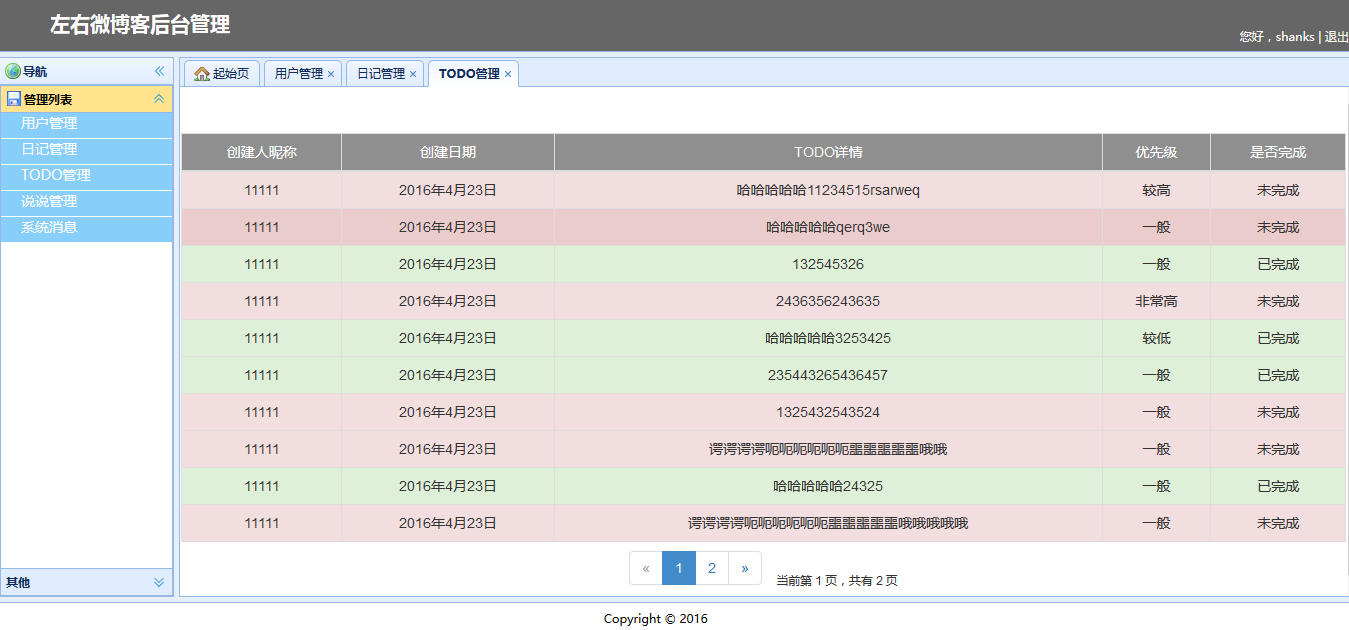 左右微博客后台管理
您好，shanks | 退出
导航
管理列表
用户管理
日记管理
TODO管理
说说管理
系统消息
其他
起始页 用户管理 × 日记管理 × TODO管理 ×
创建人昵称 创建日期 TODO详情 优先级 是否完成
11111 2016年4月23日 哈哈哈哈哈11234515rsarweq 较高 未完成
11111 2016年4月23日 哈哈哈哈哈qerq3we 一般 未完成
11111 2016年4月23日 132545326 一般 已完成
11111 2016年4月23日 2436356243635 非常高 未完成
11111 2016年4月23日 哈哈哈哈哈3253425 较低 已完成
11111 2016年4月23日 235443265436457 一般 已完成
11111 2016年4月23日 1325432543524 一般 未完成
11111 2016年4月23日 谔谔谔谔呃呃呃呃呃呃噩噩噩噩噩哦哦 一般 未完成
11111 2016年4月23日 哈哈哈哈哈24325 一般 已完成
11111 2016年4月23日 谔谔谔谔呃呃呃呃呃呃噩噩噩噩噩哦哦哦哦哦 一般 未完成
« 1 2 » 当前第 1 页，共有 2 页
Copyright © 2016